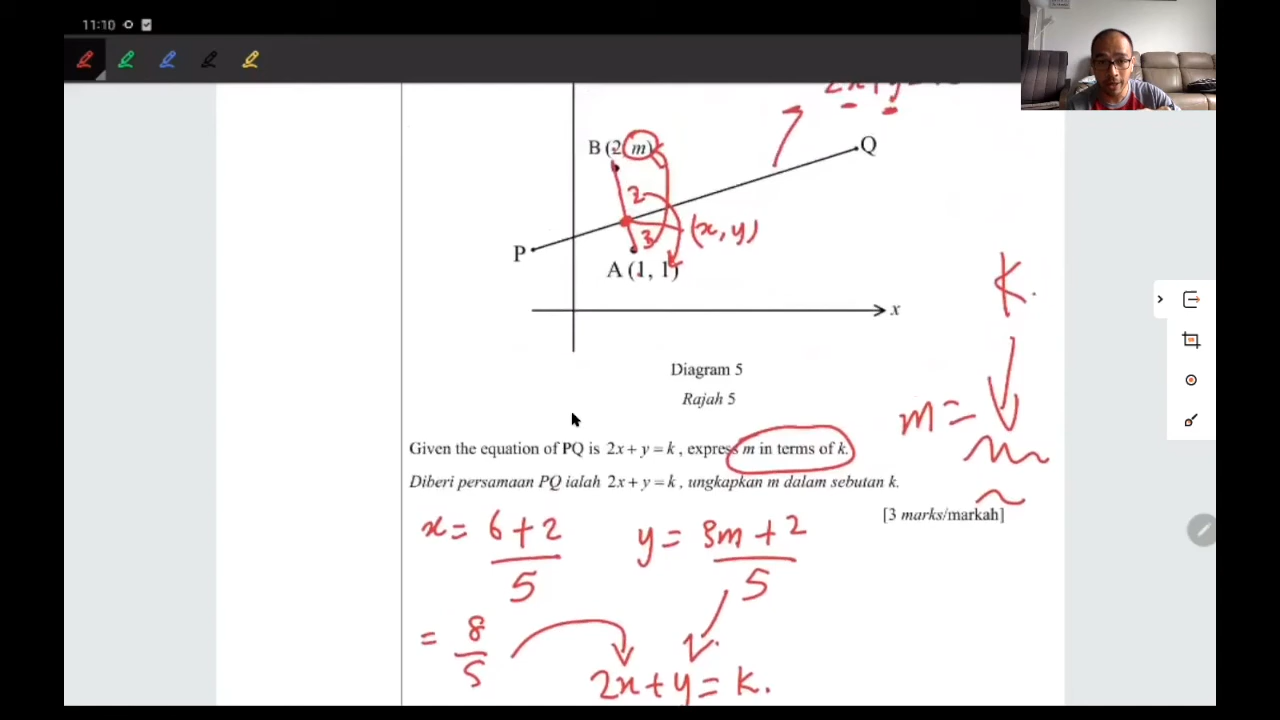 11:10
B (2, m)
Q
2
(x, y)
3
P
A (1, 1)
K.
x
Diagram 5
Rajah 5
m =
Given the equation of PQ is 2x + y = k, express m in terms of k.
Diberi persamaan PQ ialah 2x + y = k, ungkapkan m dalam sebutan k.
[3 marks/markah]
x = 6+2/5 y = 3m + 2/5
= 8/5
2x + y = K.